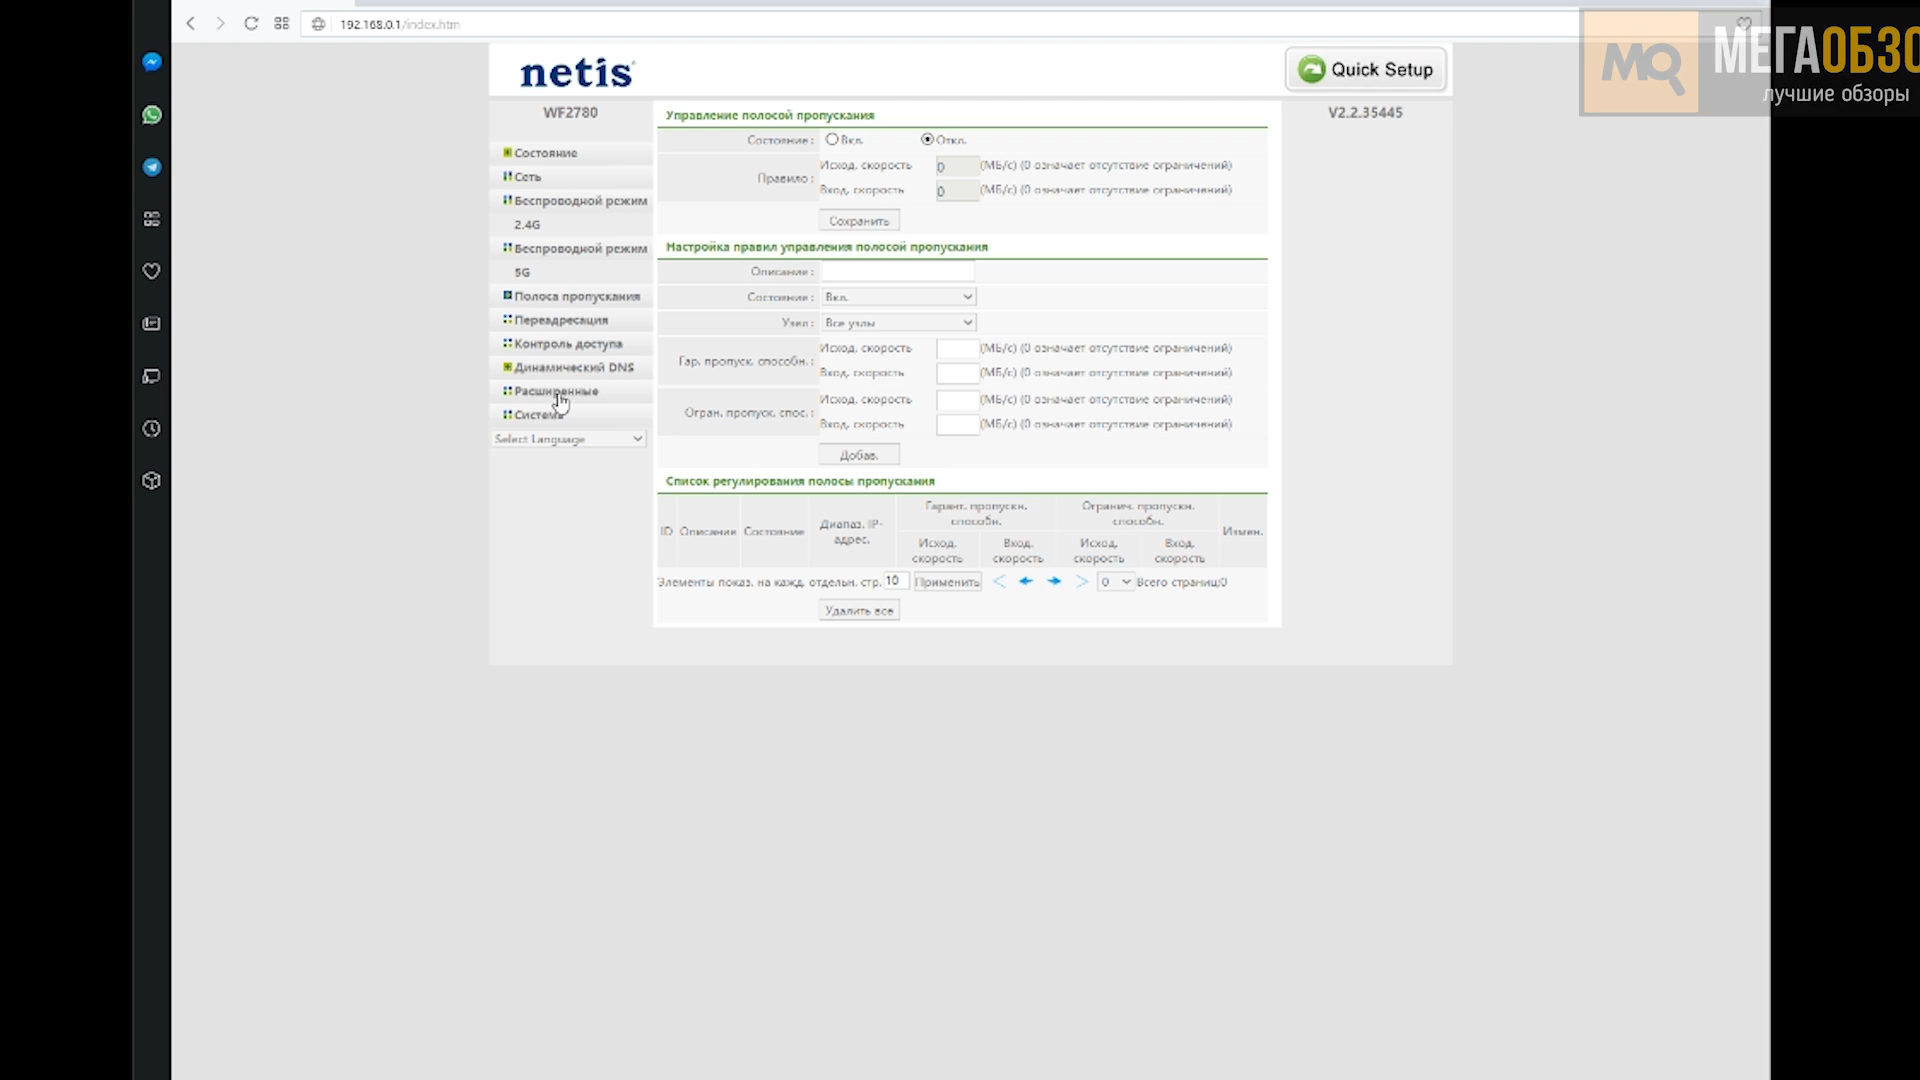 192.168.0.1/index.htm
netis
Quick Setup
МЕГАОБЗО
лучшие обзоры
WF2780
V2.2.35445
Состояние
Сеть
Беспроводной режим
2.4G
Беспроводной режим
5G
Полоса пропускания
Переадресация
Контроль доступа
Динамический DNS
Расширенные
Система
Select Language
Управление полосой пропускания
Состояние : Вкл. Откл.
Правило :
Исход. скорость 0 (МБ/с) (0 означает отсутствие ограничений)
Вход. скорость 0 (МБ/с) (0 означает отсутствие ограничений)
Сохранить
Настройка правил управления полосой пропускания
Описание :
Состояние : Вкл.
Узел : Все узлы
Гар. пропуск. способн. :
Исход. скорость (МБ/с) (0 означает отсутствие ограничений)
Вход. скорость (МБ/с) (0 означает отсутствие ограничений)
Огран. пропуск. спос. :
Исход. скорость (МБ/с) (0 означает отсутствие ограничений)
Вход. скорость (МБ/с) (0 означает отсутствие ограничений)
Добав.
Список регулирования полосы пропускания
ID Описание Состояние
Диапаз. IP-
адрес.
Гарант. пропускн.
способн.
Огранич. пропускн.
способн.
Исход.
скорость
Вход.
скорость
Исход.
скорость
Вход.
скорость
Измен.
Элементы показ. на кажд. отдельн. стр. 10 Применить 0 Всего страниц:0
Удалить все